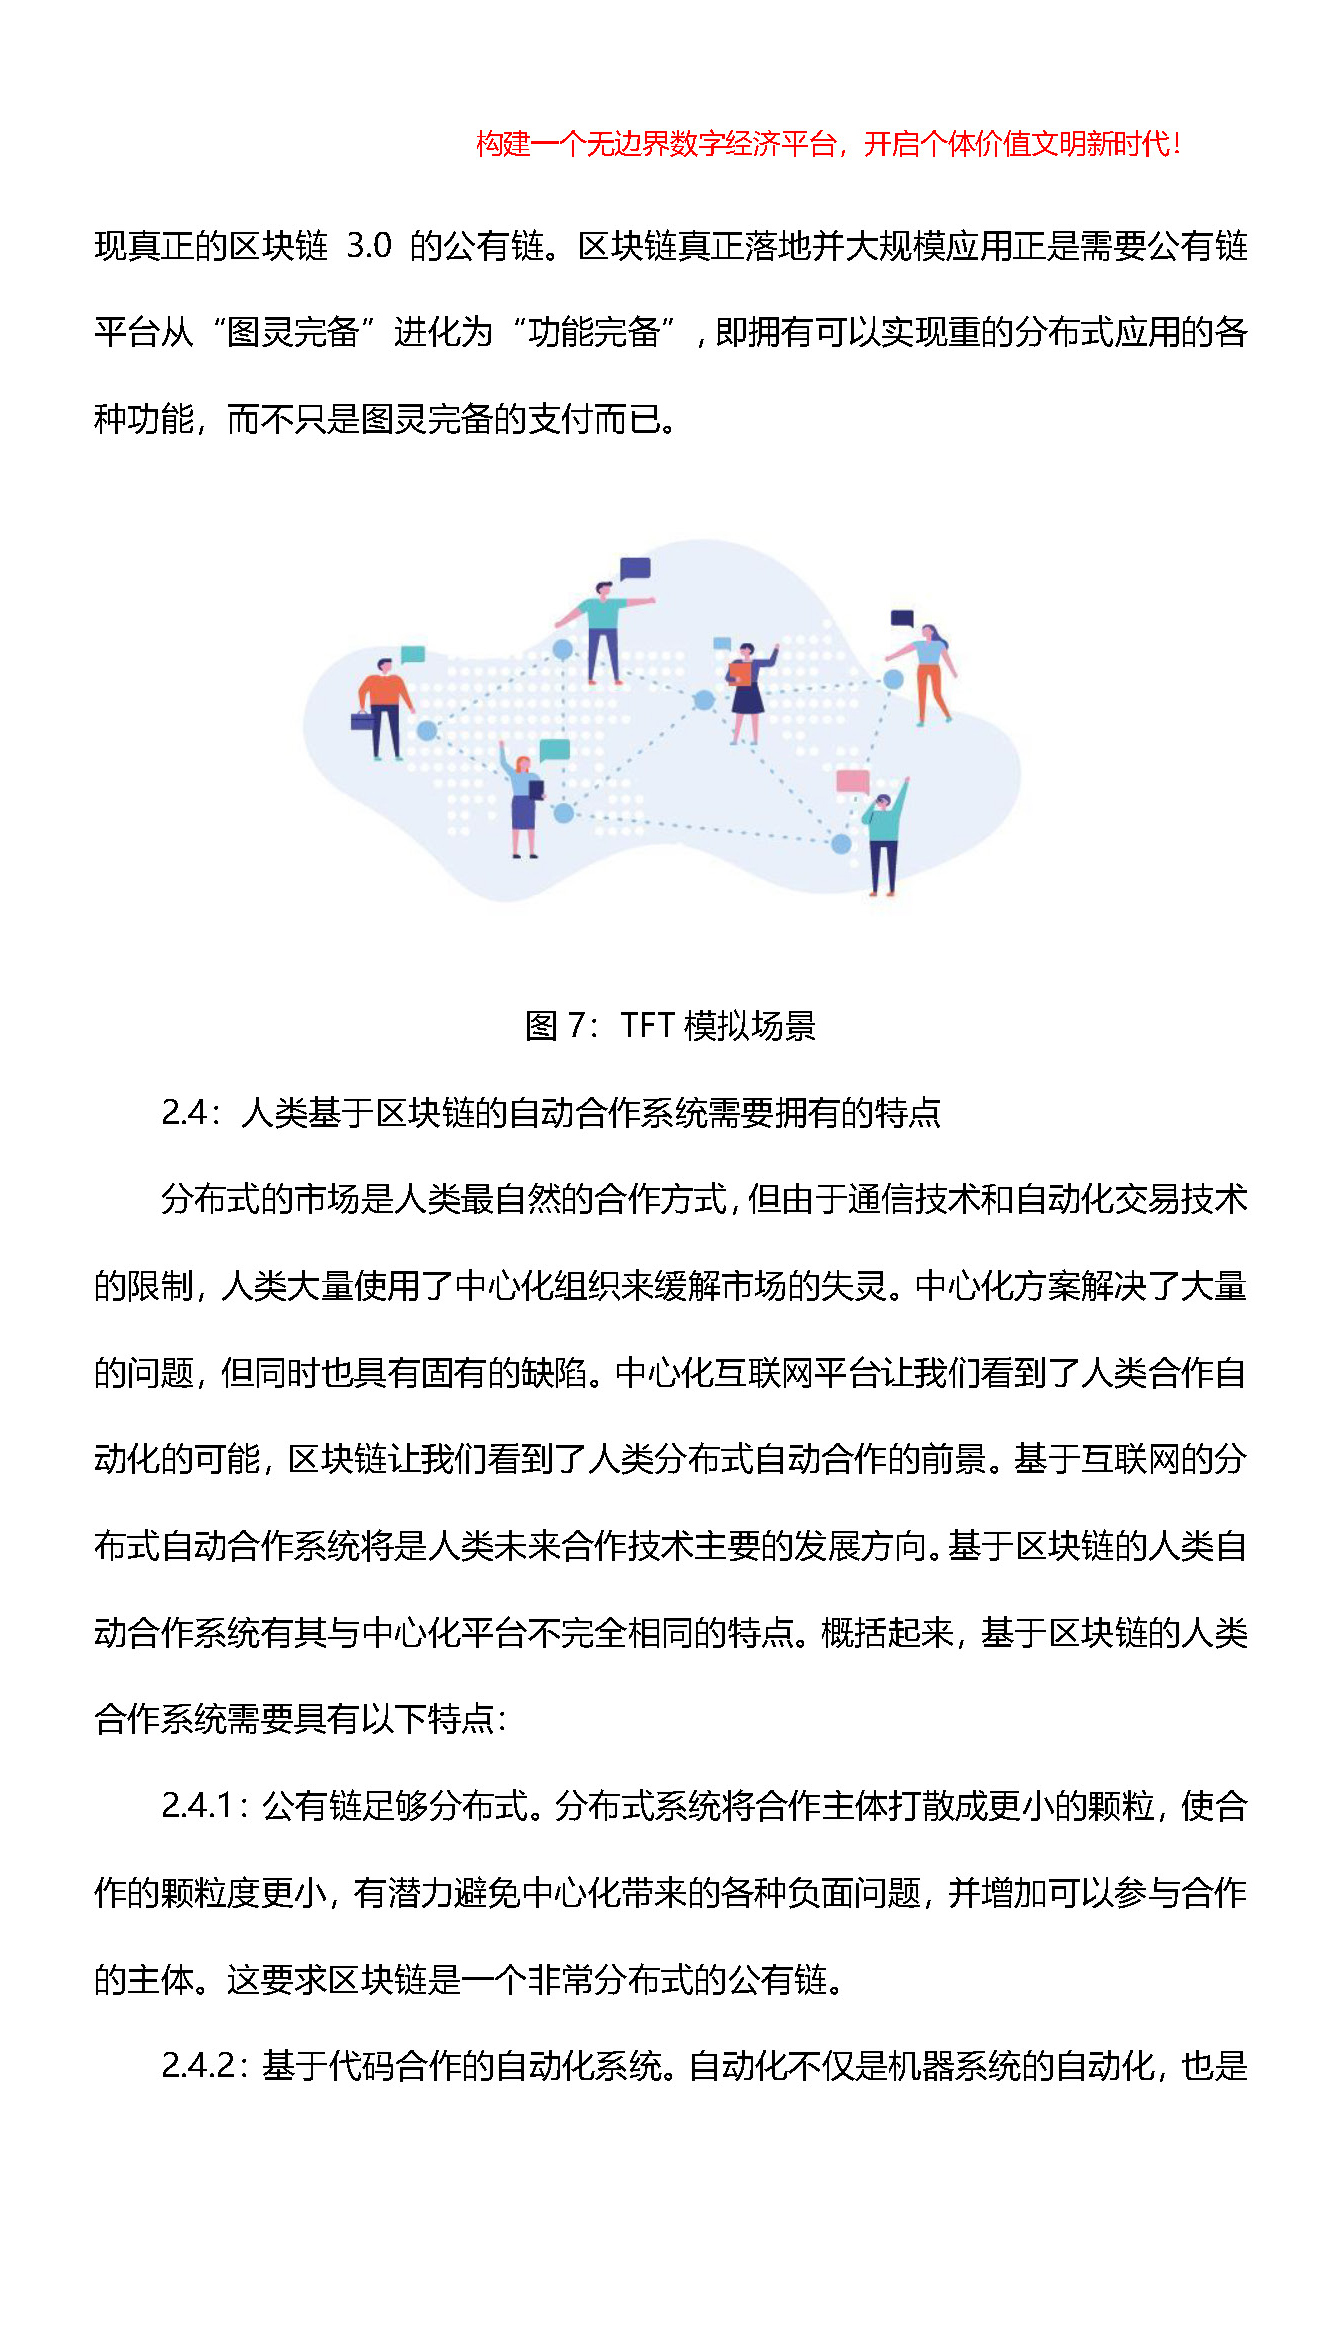 构建一个无边界数字经济平台，开启个体价值文明新时代！
现真正的区块链 3.0 的公有链。区块链真正落地并大规模应用正是需要公有链
平台从“图灵完备”进化为“功能完备”，即拥有可以实现重的分布式应用的各
种功能，而不只是图灵完备的支付而已。
图 7：TFT 模拟场景
2.4：人类基于区块链的自动合作系统需要拥有的特点
分布式的市场是人类最自然的合作方式，但由于通信技术和自动化交易技术
的限制，人类大量使用了中心化组织来缓解市场的失灵。中心化方案解决了大量
的问题，但同时也具有固有的缺陷。中心化互联网平台让我们看到了人类合作自
动化的可能，区块链让我们看到了人类分布式自动合作的前景。基于互联网的分
布式自动合作系统将是人类未来合作技术主要的发展方向。基于区块链的人类自
动合作系统有其与中心化平台不完全相同的特点。概括起来，基于区块链的人类
合作系统需要具有以下特点：
2.4.1：公有链足够分布式。分布式系统将合作主体打散成更小的颗粒，使合
作的颗粒度更小，有潜力避免中心化带来的各种负面问题，并增加可以参与合作
的主体。这要求区块链是一个非常分布式的公有链。
2.4.2：基于代码合作的自动化系统。自动化不仅是机器系统的自动化，也是